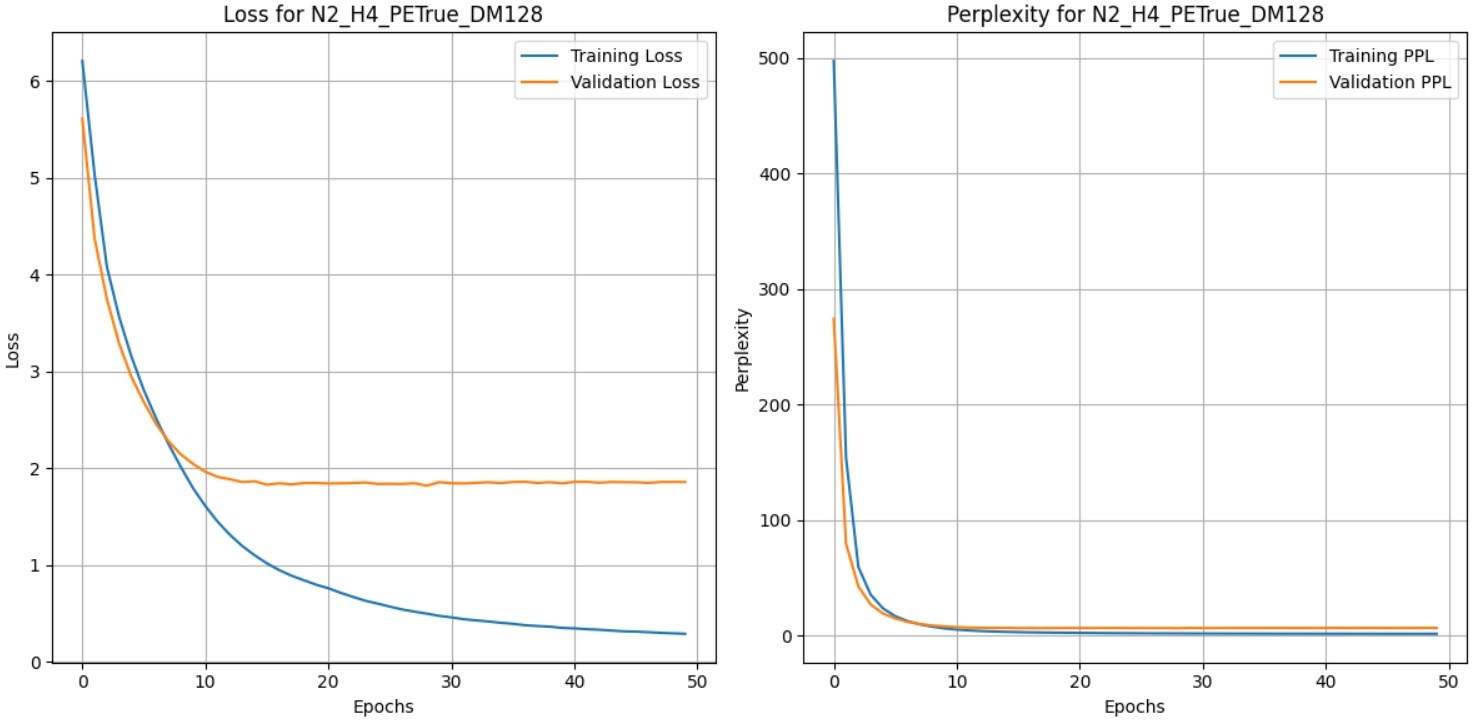 Loss for N2_H4_PETrue_DM128
Training Loss
Validation Loss
6
5
4
3
2
1
0
Loss
0 10 20 30 40 50
Epochs
Perplexity for N2_H4_PETrue_DM128
Training PPL
Validation PPL
500
400
300
200
100
0
Perplexity
0 10 20 30 40 50
Epochs